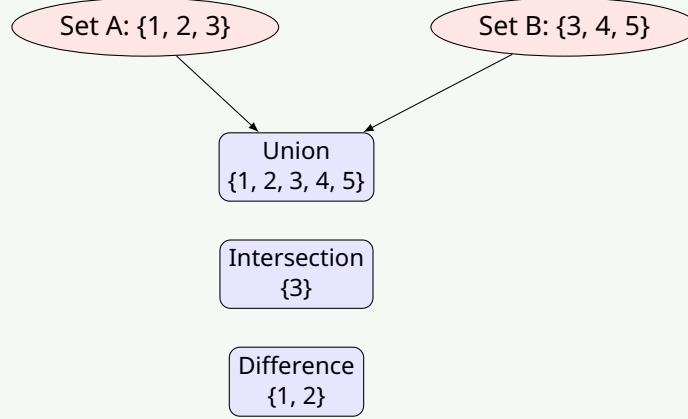 Set A: {1, 2, 3}
Set B: {3, 4, 5}
Union
{1, 2, 3, 4, 5}
Intersection
{3}
Difference
{1, 2}